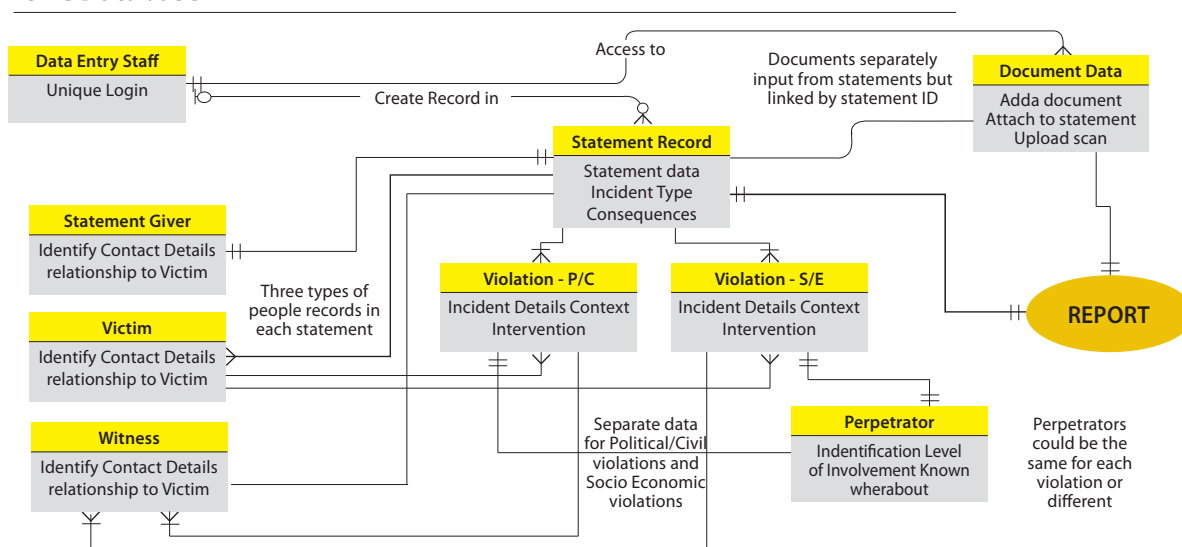 Data Entry Staff
Unique Login
Access to
Create Record in
Documents separately
input from statements but
linked by statement ID
Document Data
Adda document
Attach to statement
Upload scan
Statement Record
Statement data
Incident Type
Consequences
Statement Giver
Identify Contact Details
relationship to Victim
Three types of
people records in
each statement
Violation - P/C
Incident Details Context
Intervention
Violation - S/E
Incident Details Context
Intervention
REPORT
Victim
Identify Contact Details
relationship to Victim
Witness
Identify Contact Details
relationship to Victim
Separate data
for Political/Civil
violations and
Socio Economic
violations
Perpetrator
Indentification Level
of Involvement Known
wherabout
Perpetrators
could be the
same for each
violation or
different